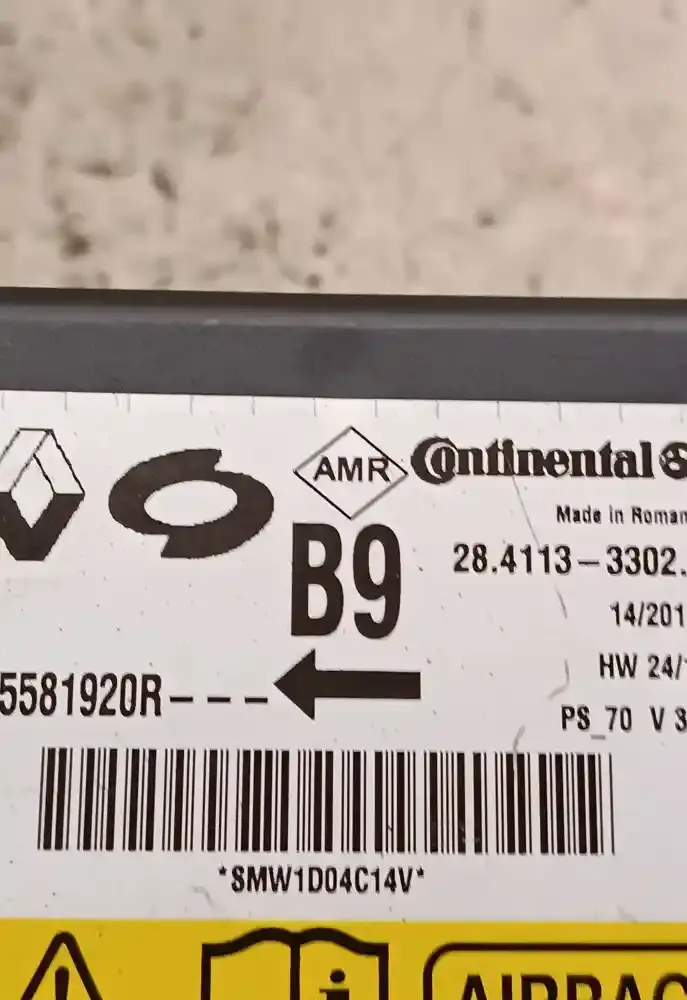 AMR Continental
Made in Roman
B9
28.4113-3302.
14/201
HW 24/
5581920R---
PS_70 V 3
*SMW1D04C14V*
i
AIRBAG